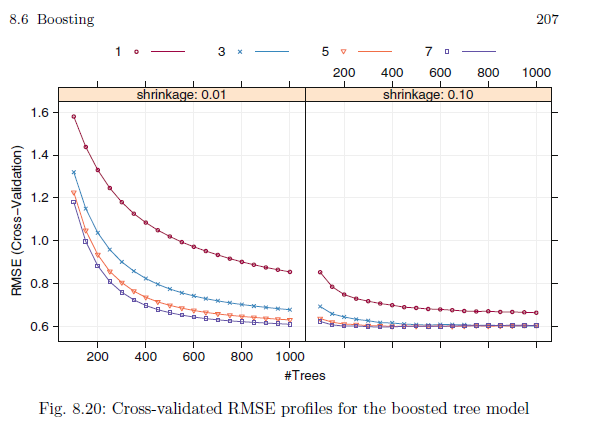 8.6 Boosting 207
1 3 5 7
200 400 600 800 1000
shrinkage: 0.01 shrinkage: 0.10
1.6
1.4
1.2
1.0
0.8
0.6
RMSE (Cross−Validation)
200 400 600 800 1000
#Trees
Fig. 8.20: Cross-validated RMSE profiles for the boosted tree model